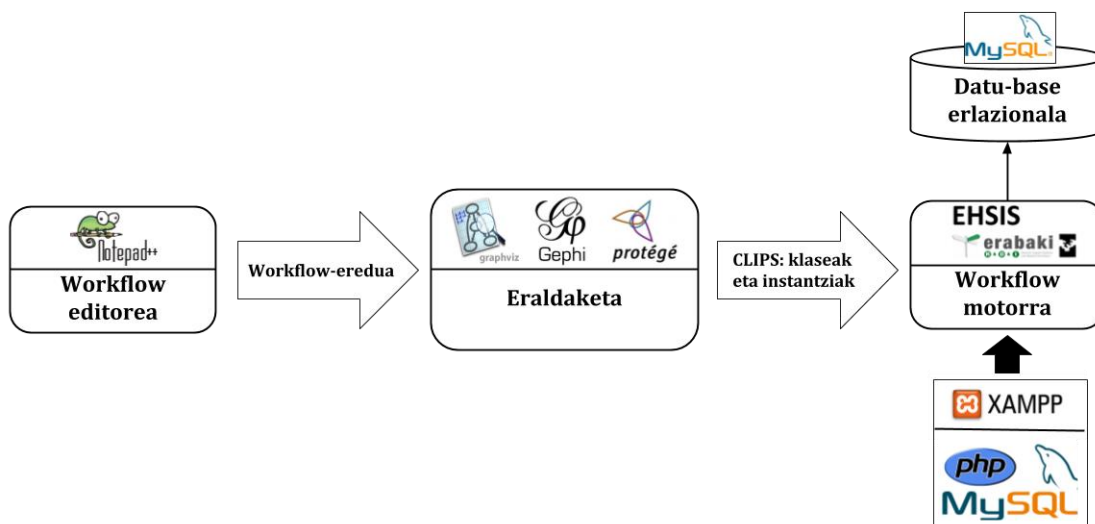 MySQL®
Datu-base
erlazionala
Notepad++
Workflow
editorea
Workflow-eredua
graphviz
Gephi
protégé
Eraldaketa
CLIPS: klaseak
eta instantziak
EHSIS
erabaki
Workflow
motorra
XAMPP
php
MySQL